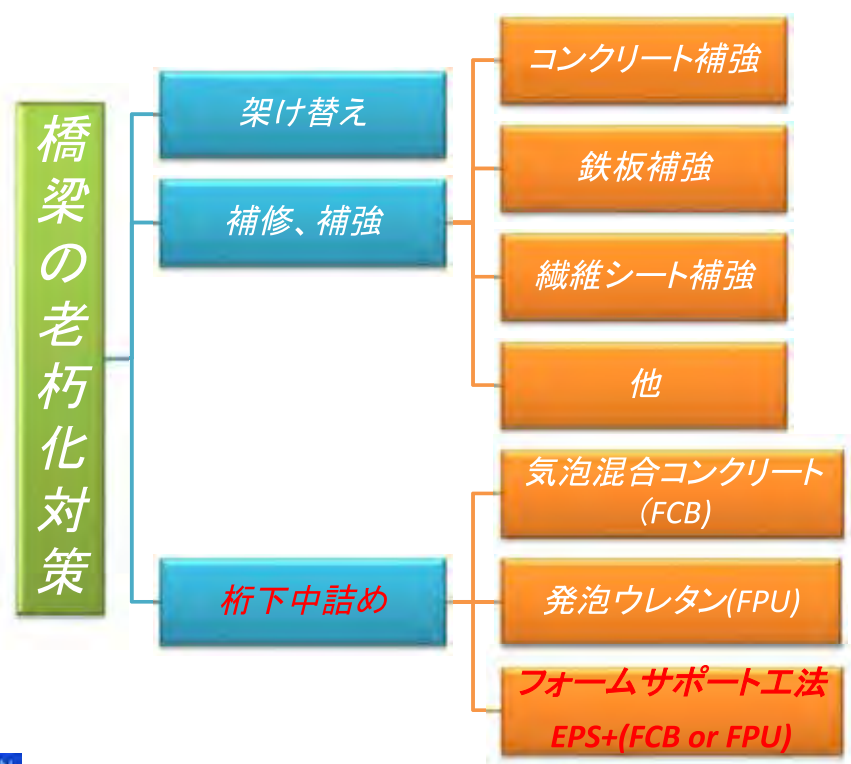 橋梁の老朽化対策
架け替え
補修、補強
コンクリート補強
鉄板補強
繊維シート補強
他
桁下中詰め
気泡混合コンクリート
（FCB)
発泡ウレタン(FPU)
フォームサポート工法
EPS+(FCB or FPU)